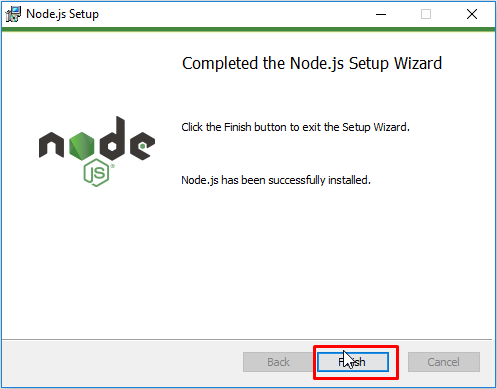 Node.js Setup
Completed the Node.js Setup Wizard
node
JS
®
Click the Finish button to exit the Setup Wizard.
Node.js has been successfully installed.
Back
Finish
Cancel